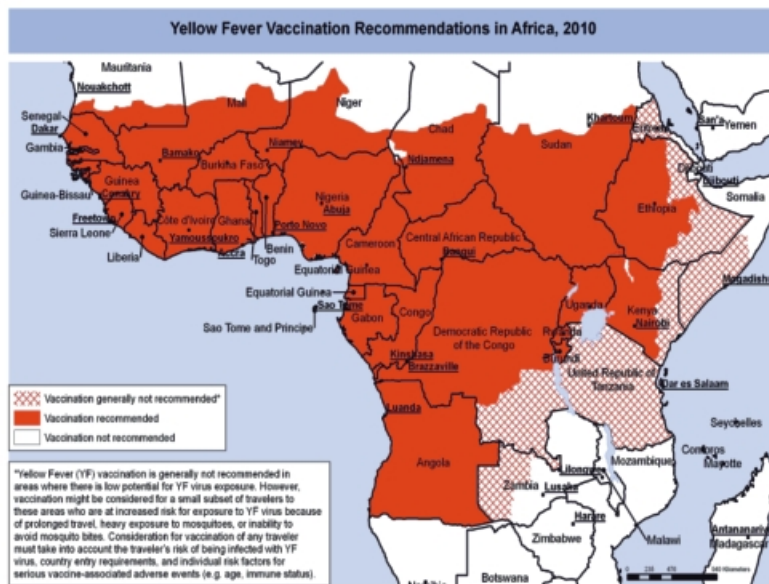 Yellow Fever Vaccination Recommendations in Africa, 2010
Mauritania
Nouakchott
Mali
Niger
Khartoum
Eritrea
San'a
Yemen
Senegal
Dakar
Chad
Sudan
Gambia
Bamako
Niamey
Burkina Faso
Ndjamena
Djibouti
Djibouti
Guinea
Nigeria
Somalia
Guinea-Bissau
Conakry
Abuja
Ethiopia
Freetown
Côte d'Ivoire
Ghana
Porto Novo
Central African Republic
Sierra Leone
Yamoussoukro
Cameroon
Bangui
Liberia
Accra
Togo
Benin
Equatorial Guinea
Mogadishu
Equatorial Guinea
Uganda
Kenya
Sao Tome
Gabon
Congo
Democratic Republic
of the Congo
Rwanda
Nairobi
Sao Tome and Principe
Kinshasa
Brazzaville
Burundi
United Republic of
Tanzania
Dar es Salaam
Vaccination generally not recommended*
Vaccination recommended
Vaccination not recommended
Luanda
Seychelles
Angola
Comoros
Mayotte
Mozambique
Lilongwe
Zambia
Lusaka
Harare
Malawi
Zimbabwe
Antananarivo
Madagascar
Botswana
*Yellow Fever (YF) vaccination is generally not recommended in
areas where there is low potential for YF virus exposure. However,
vaccination might be considered for a small subset of travelers to
these areas who are at increased risk for exposure to YF virus because
of prolonged travel, heavy exposure to mosquitoes, or inability to
avoid mosquito bites. Consideration for vaccination of any traveler
must take into account the traveler's risk of being infected with YF
virus, country entry requirements, and individual risk factors for
serious vaccine-associated adverse events (e.g. age, immune status).